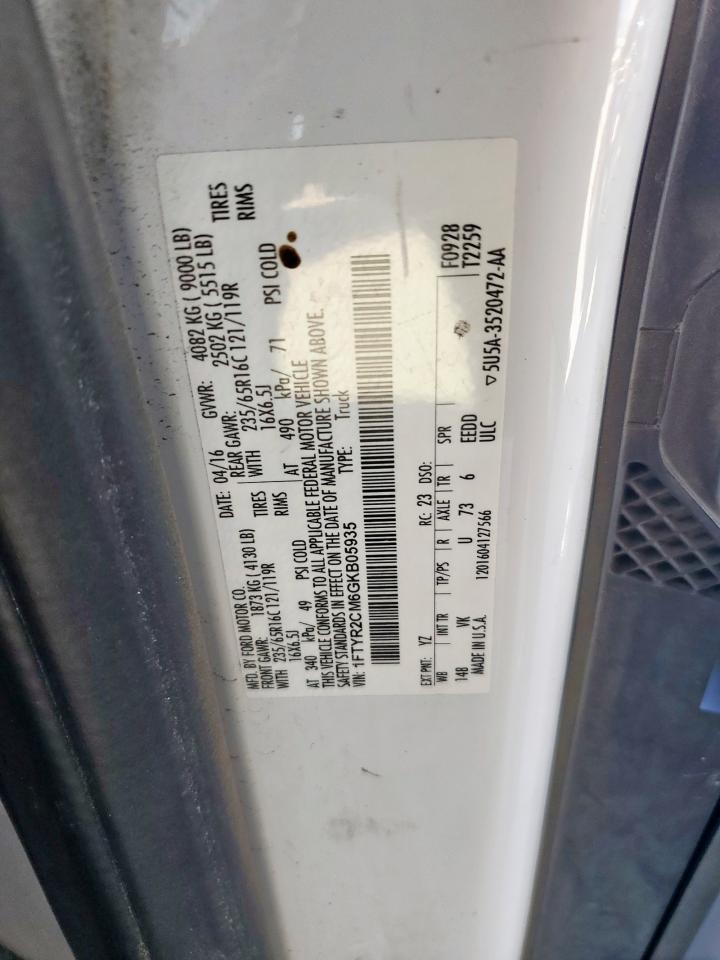 MFD. BY FORD MOTOR CO. DATE: 04/16 GVWR: 4082 KG ( 9000 LB)
FRONT GAWR: 1873 KG ( 4130 LB) REAR GAWR: 2502 KG ( 5515 LB)
WITH 235/65R16C 121/119R TIRES WITH 235/65R16C 121/119R TIRES
16X6.5J RIMS 16X6.5J RIMS
AT 340 kPa/ 49 PSI COLD AT 490 kPa/ 71 PSI COLD
THIS VEHICLE CONFORMS TO ALL APPLICABLE FEDERAL MOTOR VEHICLE
SAFETY STANDARDS IN EFFECT ON THE DATE OF MANUFACTURE SHOWN ABOVE.
VIN: 1FTYR2CM6GKB05935 TYPE: Truck
EXT PNT: YZ RC: 23 DSO: F0928
WB INT TR TP/PS R AXLE TR SPR T2259
148 VK U 73 6 EEDD
MADE IN U.S.A. 1201604127566 ULC ▽5U5A-3520472-AA